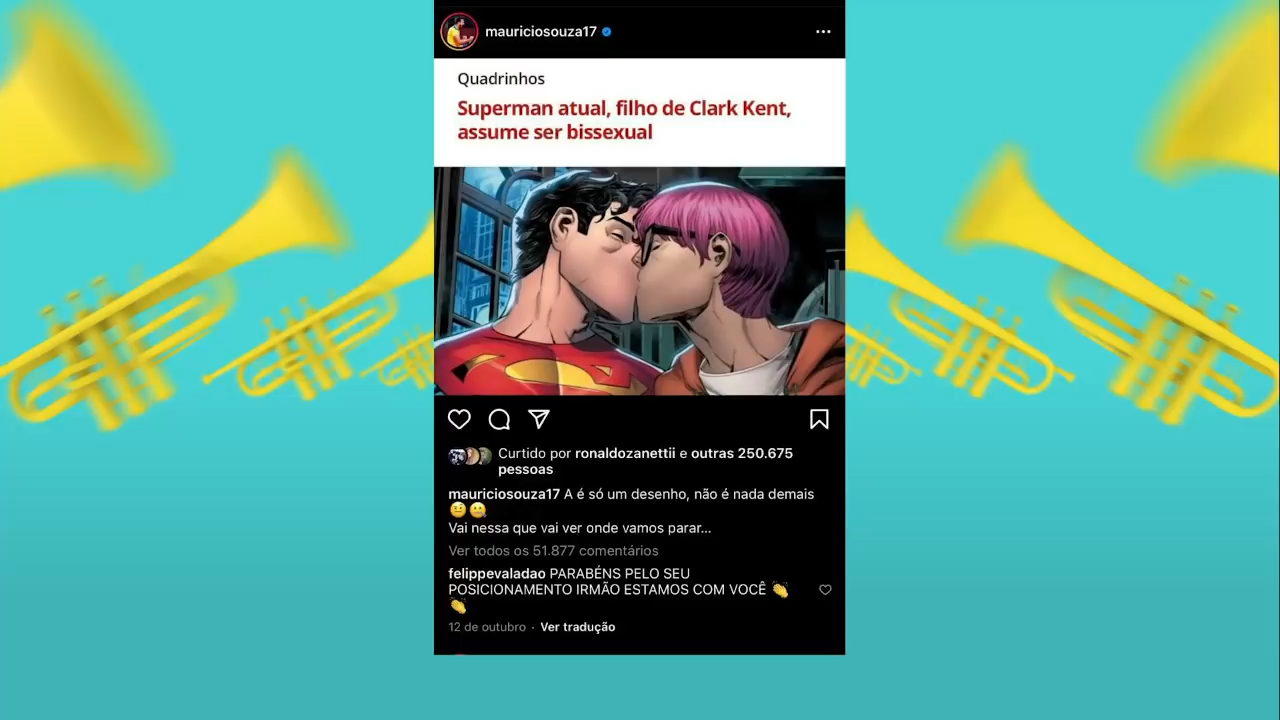 mauriciosouza17
Quadrinhos
Superman atual, filho de Clark Kent,
assume ser bissexual
Curtido por ronaldozanettii e outras 250.675
pessoas
mauriciosouza17 A é só um desenho, não é nada demais
🤨🤐
Vai nessa que vai ver onde vamos parar...
Ver todos os 51.877 comentários
felippevaladao PARABÉNS PELO SEU
POSICIONAMENTO IRMÃO ESTAMOS COM VOCÊ 👏
👏
12 de outubro · Ver tradução